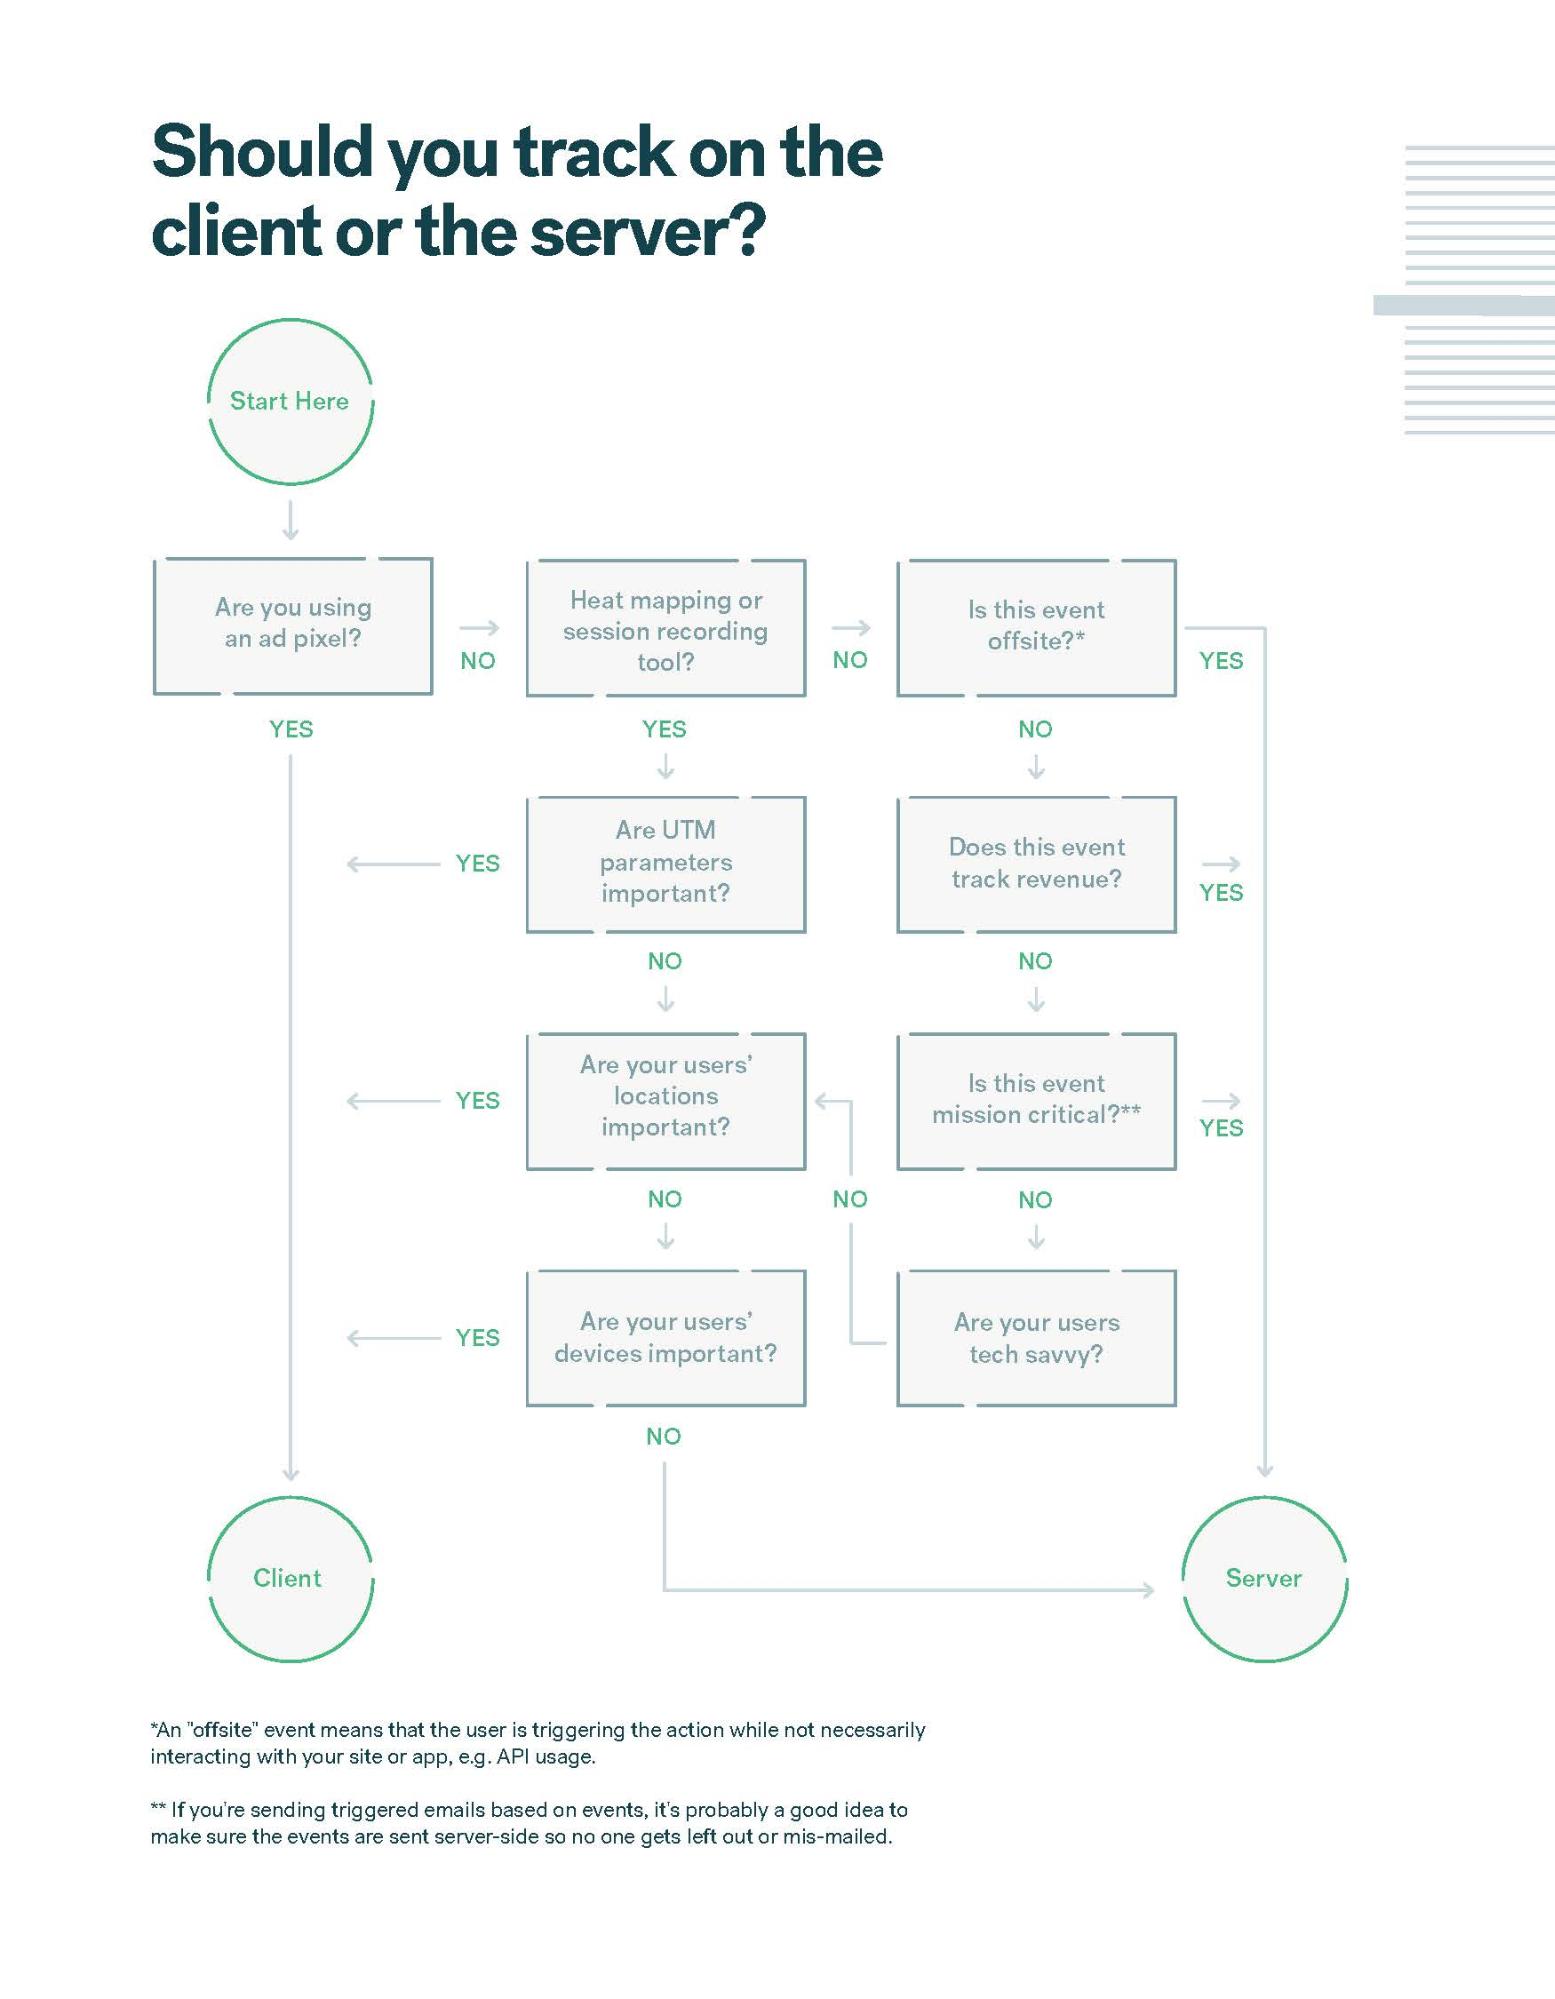 Should you track on the
client or the server?
Start Here
Are you using
an ad pixel?
NO
Heat mapping or
session recording
tool?
NO
Is this event
offsite?*
YES
YES
YES
NO
Are UTM
parameters
important?
YES
Does this event
track revenue?
YES
NO
NO
Are your users'
locations
important?
YES
Is this event
mission critical?**
YES
NO
NO
NO
Are your users'
devices important?
YES
Are your users
tech savvy?
NO
Client
Server
*An "offsite" event means that the user is triggering the action while not necessarily
interacting with your site or app, e.g. API usage.
** If you're sending triggered emails based on events, it's probably a good idea to
make sure the events are sent server-side so no one gets left out or mis-mailed.